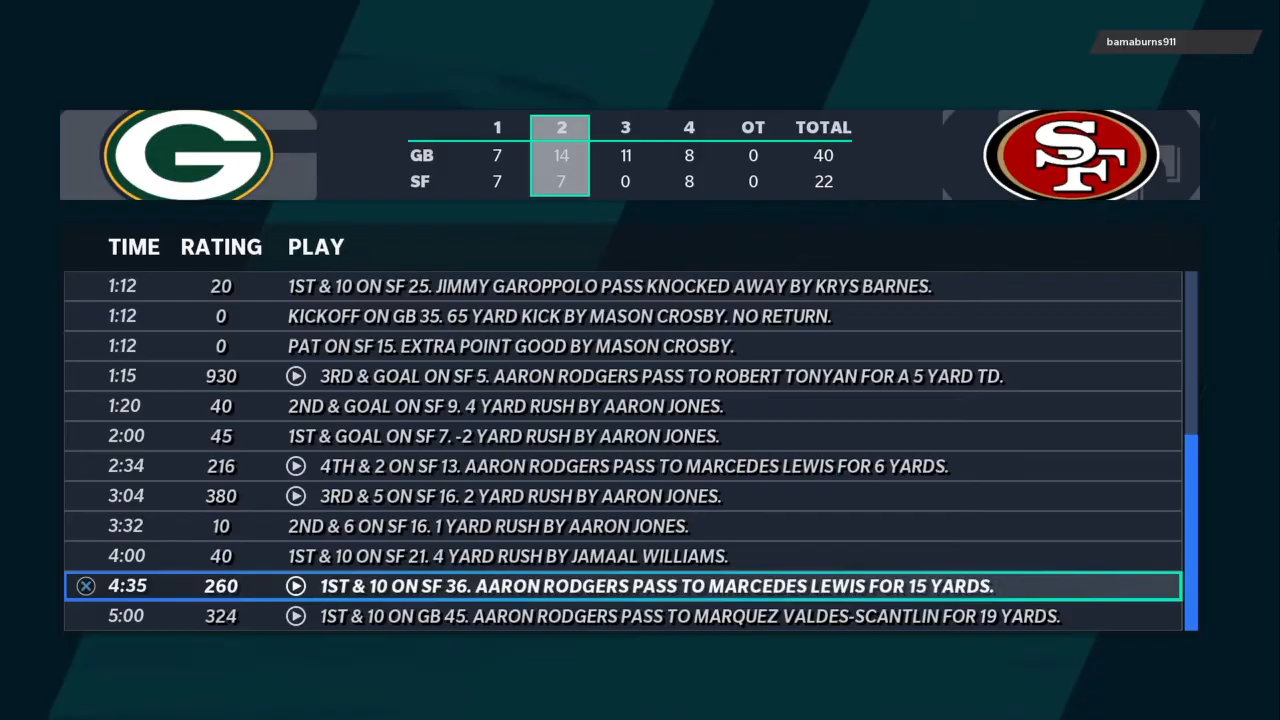 bamaburns911
1 2 3 4 OT TOTAL
GB 7 14 11 8 0 40
SF 7 7 0 8 0 22
G
SF
TIME RATING PLAY
1:12 20 1ST & 10 ON SF 25. JIMMY GAROPPOLO PASS KNOCKED AWAY BY KRYS BARNES.
1:12 0 KICKOFF ON GB 35. 65 YARD KICK BY MASON CROSBY. NO RETURN.
1:12 0 PAT ON SF 15. EXTRA POINT GOOD BY MASON CROSBY.
1:15 930 3RD & GOAL ON SF 5. AARON RODGERS PASS TO ROBERT TONYAN FOR A 5 YARD TD.
1:20 40 2ND & GOAL ON SF 9. 4 YARD RUSH BY AARON JONES.
2:00 45 1ST & GOAL ON SF 7. -2 YARD RUSH BY AARON JONES.
2:34 216 4TH & 2 ON SF 13. AARON RODGERS PASS TO MARCEDES LEWIS FOR 6 YARDS.
3:04 380 3RD & 5 ON SF 16. 2 YARD RUSH BY AARON JONES.
3:32 10 2ND & 6 ON SF 16. 1 YARD RUSH BY AARON JONES.
4:00 40 1ST & 10 ON SF 21. 4 YARD RUSH BY JAMAAL WILLIAMS.
4:35 260 1ST & 10 ON SF 36. AARON RODGERS PASS TO MARCEDES LEWIS FOR 15 YARDS.
5:00 324 1ST & 10 ON GB 45. AARON RODGERS PASS TO MARQUEZ VALDES-SCANTLIN FOR 19 YARDS.